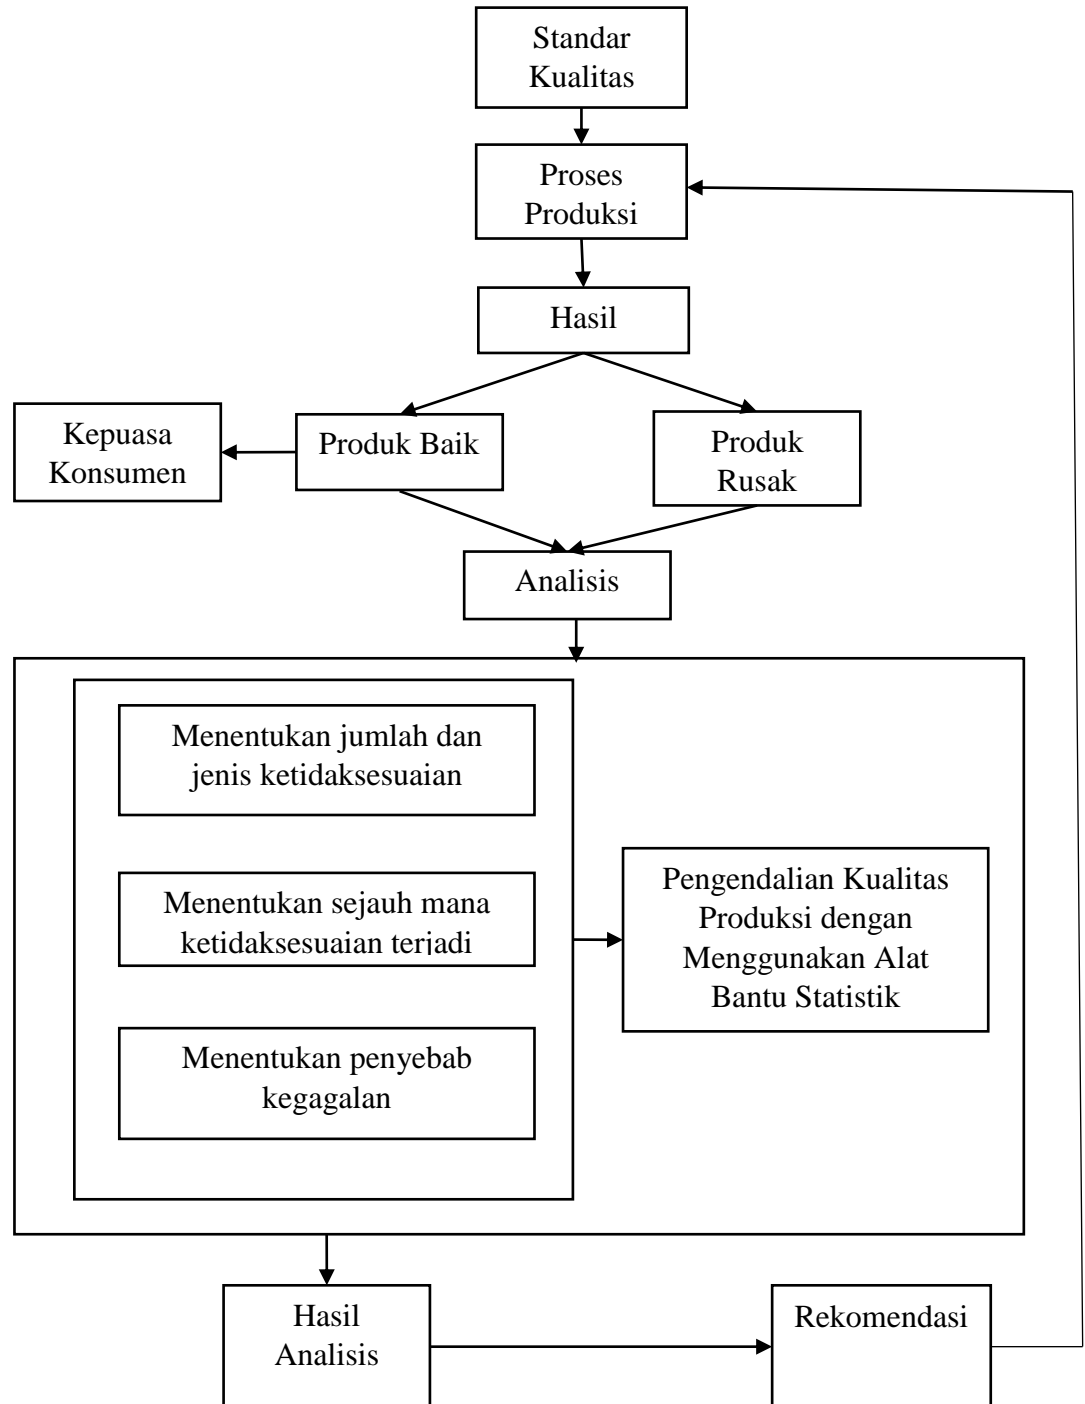 Standar
Kualitas
Proses
Produksi
Hasil
Kepuasa
Konsumen
Produk Baik
Produk
Rusak
Analisis
Menentukan jumlah dan
jenis ketidaksesuaian
Menentukan sejauh mana
ketidaksesuaian terjadi
Menentukan penyebab
kegagalan
Pengendalian Kualitas
Produksi dengan
Menggunakan Alat
Bantu Statistik
Hasil
Analisis
Rekomendasi